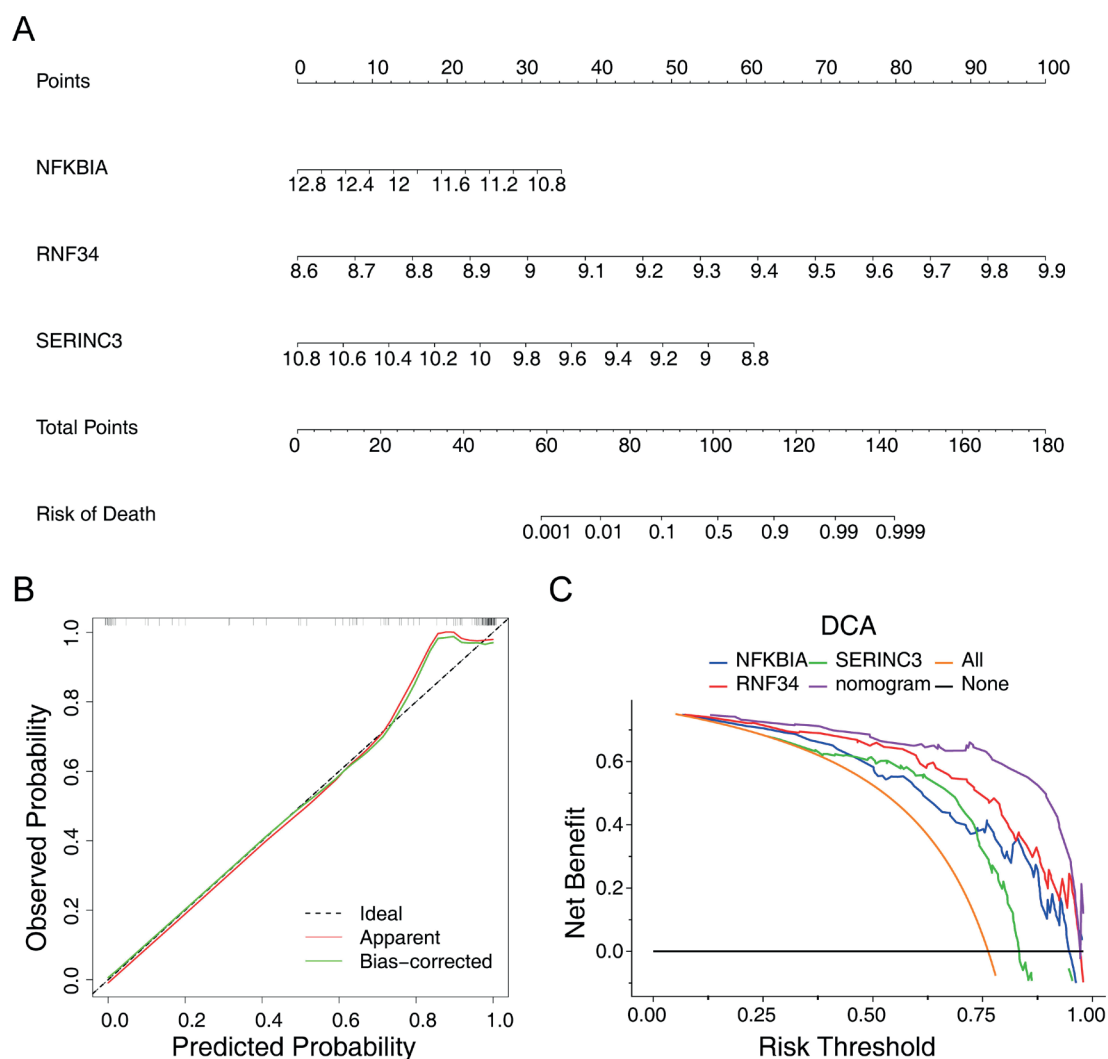 A
Points
0 10 20 30 40 50 60 70 80 90 100
NFKBIA
12.8 12.4 12 11.6 11.2 10.8
RNF34
8.6 8.7 8.8 8.9 9 9.1 9.2 9.3 9.4 9.5 9.6 9.7 9.8 9.9
SERINC3
10.8 10.6 10.4 10.2 10 9.8 9.6 9.4 9.2 9 8.8
Total Points
0 20 40 60 80 100 120 140 160 180
Risk of Death
0.001 0.01 0.1 0.5 0.9 0.99 0.999
B
Observed Probability
1.0
0.8
0.6
0.4
0.2
0.0
Ideal
Apparent
Bias−corrected
0.0 0.2 0.4 0.6 0.8 1.0
Predicted Probability
C
DCA
NFKBIA SERINC3 All
RNF34 nomogram None
Net Benefit
0.6
0.4
0.2
0.0
0.00 0.25 0.50 0.75 1.00
Risk Threshold